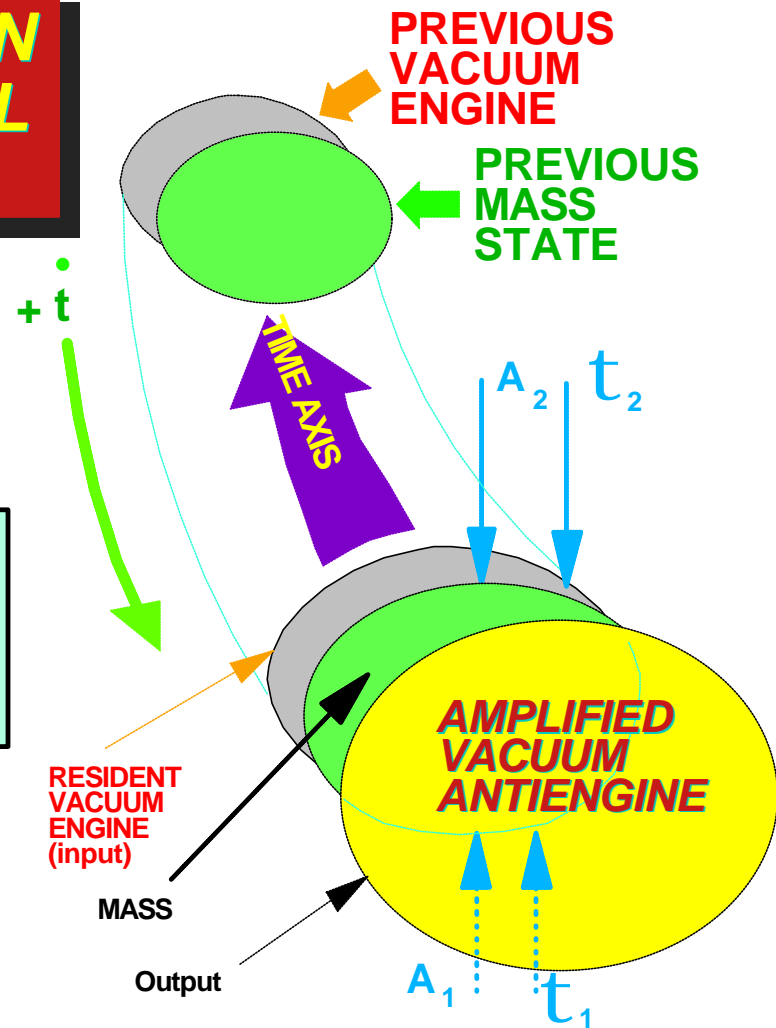 N
L
PREVIOUS
VACUUM
ENGINE
PREVIOUS
MASS
STATE
+ ṫ
TIME AXIS
A 2
t 2
AMPLIFIED
VACUUM
ANTIENGINE
RESIDENT
VACUUM
ENGINE
(input)
MASS
Output
A 1
t 1